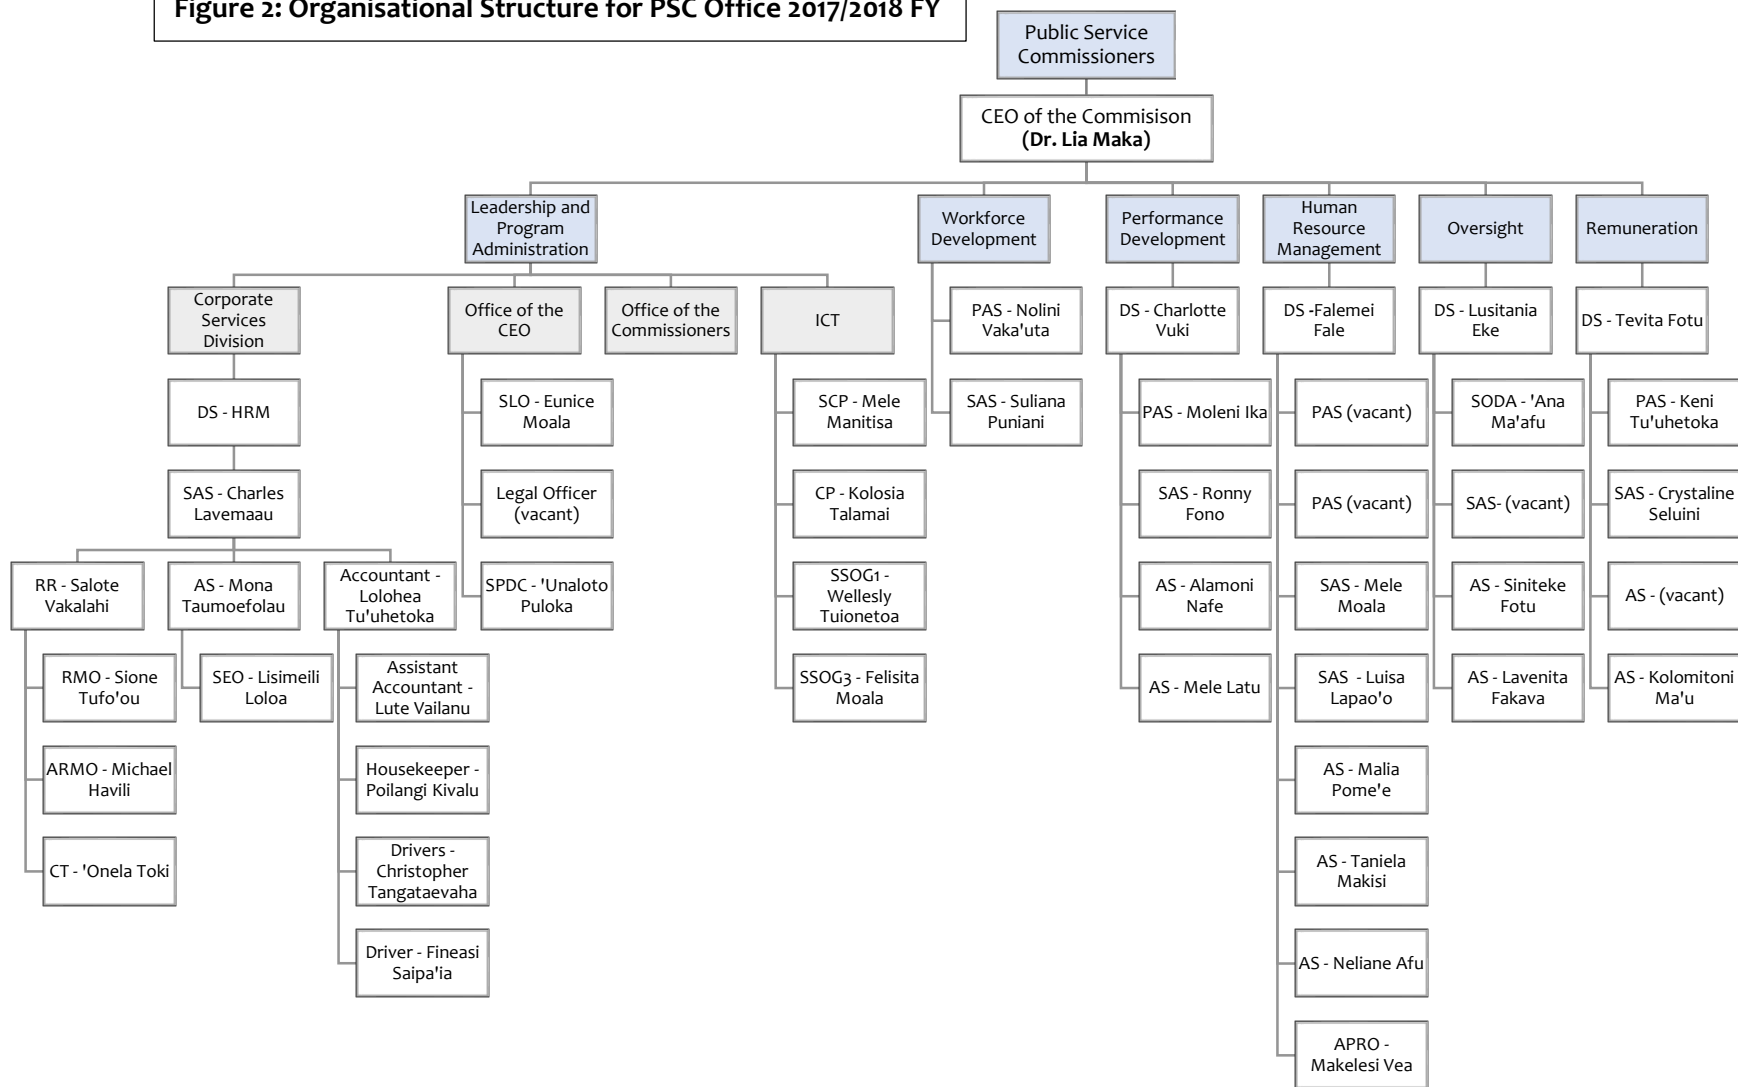 Figure 2: Organisational Structure for PSC Office 2017/2018 FY
Public Service
Commissioners
CEO of the Commisison
(Dr. Lia Maka)
Leadership and
Program
Administration
Workforce
Development
Performance
Development
Human
Resource
Management
Oversight
Remuneration
Corporate
Services
Division
Office of the
CEO
Office of the
Commissioners
ICT
PAS - Nolini
Vaka'uta
DS - Charlotte
Vuki
DS -Falemei
Fale
DS - Lusitania
Eke
DS - Tevita Fotu
DS - HRM
SLO - Eunice
Moala
SCP - Mele
Manitisa
SAS - Suliana
Puniani
PAS - Moleni Ika
PAS (vacant)
SODA - 'Ana
Ma'afu
PAS - Keni
Tu'uhetoka
SAS - Charles
Lavemaau
Legal Officer
(vacant)
CP - Kolosia
Talamai
SAS - Ronny
Fono
PAS (vacant)
SAS- (vacant)
SAS - Crystaline
Seluini
RR - Salote
Vakalahi
AS - Mona
Taumoefolau
Accountant -
Lolohea
Tu'uhetoka
SPDC - 'Unaloto
Puloka
SSOG1 -
Wellesly
Tuionetoa
AS - Alamoni
Nafe
SAS - Mele
Moala
AS - Siniteke
Fotu
AS - (vacant)
RMO - Sione
Tufo'ou
SEO - Lisimeili
Loloa
Assistant
Accountant -
Lute Vailanu
SSOG3 - Felisita
Moala
AS - Mele Latu
SAS - Luisa
Lapao'o
AS - Lavenita
Fakava
AS - Kolomitoni
Ma'u
ARMO - Michael
Havili
Housekeeper -
Poilangi Kivalu
AS - Malia
Pome'e
CT - 'Onela Toki
Drivers -
Christopher
Tangataevaha
AS - Taniela
Makisi
Driver - Fineasi
Saipa'ia
AS - Neliane Afu
APRO -
Makelesi Vea